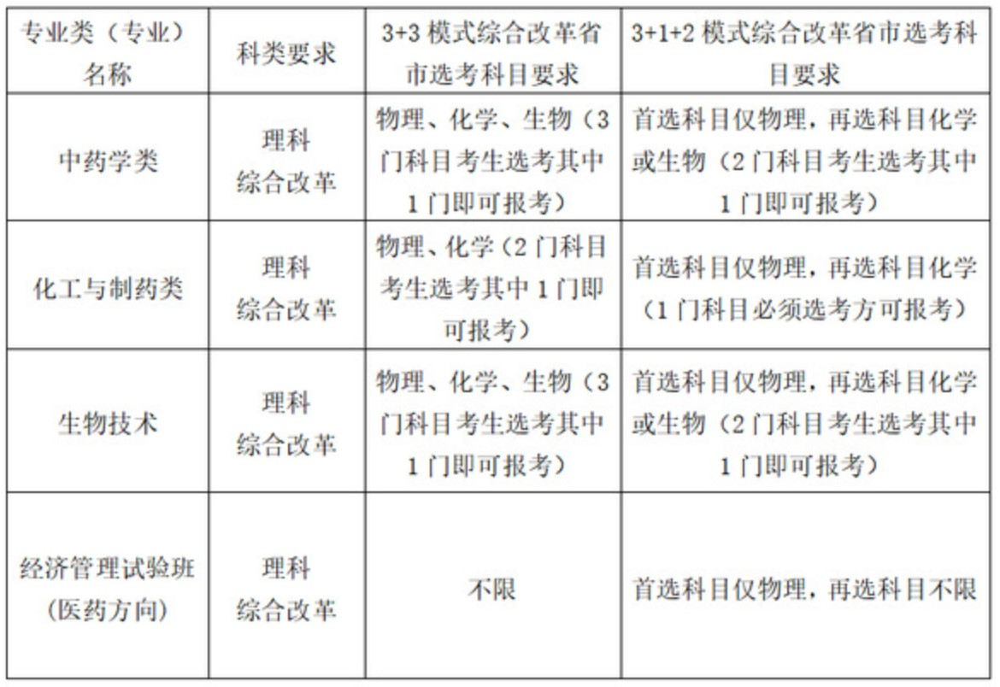 专业类（专业）
名称
科类要求
3+3 模式综合改革省
市选考科目要求
3+1+2 模式综合改革省市选考科
目要求
中药学类
理科
综合改革
物理、化学、生物（3
门科目考生选考其中
1 门即可报考）
首选科目仅物理，再选科目化学
或生物（2 门科目考生选考其中
1 门即可报考）
化工与制药类
理科
综合改革
物理、化学（2 门科目
考生选考其中 1 门即
可报考）
首选科目仅物理，再选科目化学
（1 门科目必须选考方可报考）
生物技术
理科
综合改革
物理、化学、生物（3
门科目考生选考其中
1 门即可报考）
首选科目仅物理，再选科目化学
或生物（2 门科目考生选考其中
1 门即可报考）
经济管理试验班
(医药方向)
理科
综合改革
不限
首选科目仅物理，再选科目不限